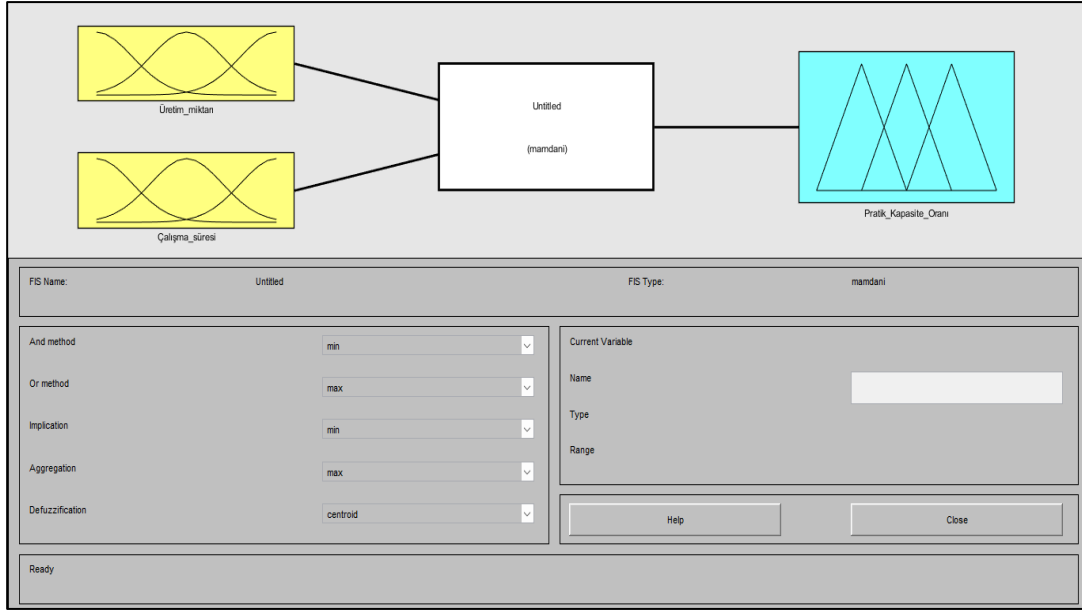 Üretim_miktarı
Untitled
(mamdani)
Çalışma_süresi
Pratik_Kapasite_Oranı
FIS Name: Untitled FIS Type: mamdani
And method min
Or method max
Implication min
Aggregation max
Defuzzification centroid
Current Variable
Name
Type
Range
Help Close
Ready